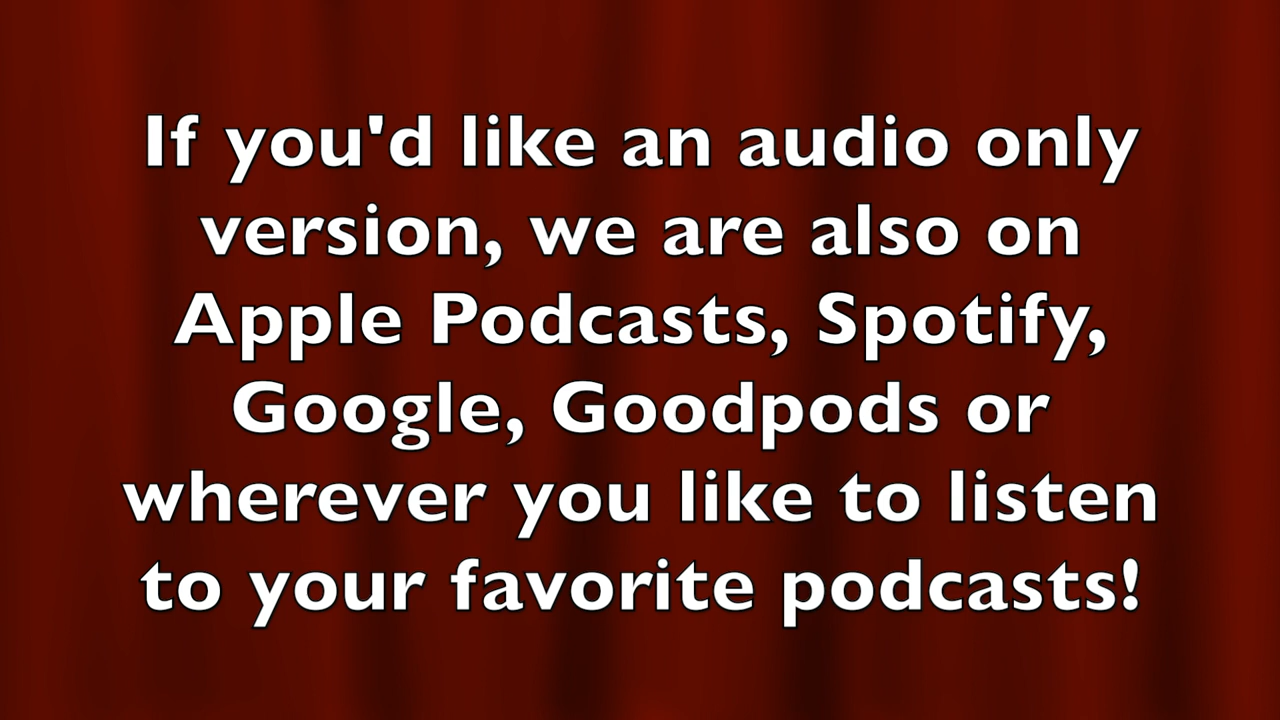 If you'd like an audio only
version, we are also on
Apple Podcasts, Spotify,
Google, Goodpods or
wherever you like to listen
to your favorite podcasts!